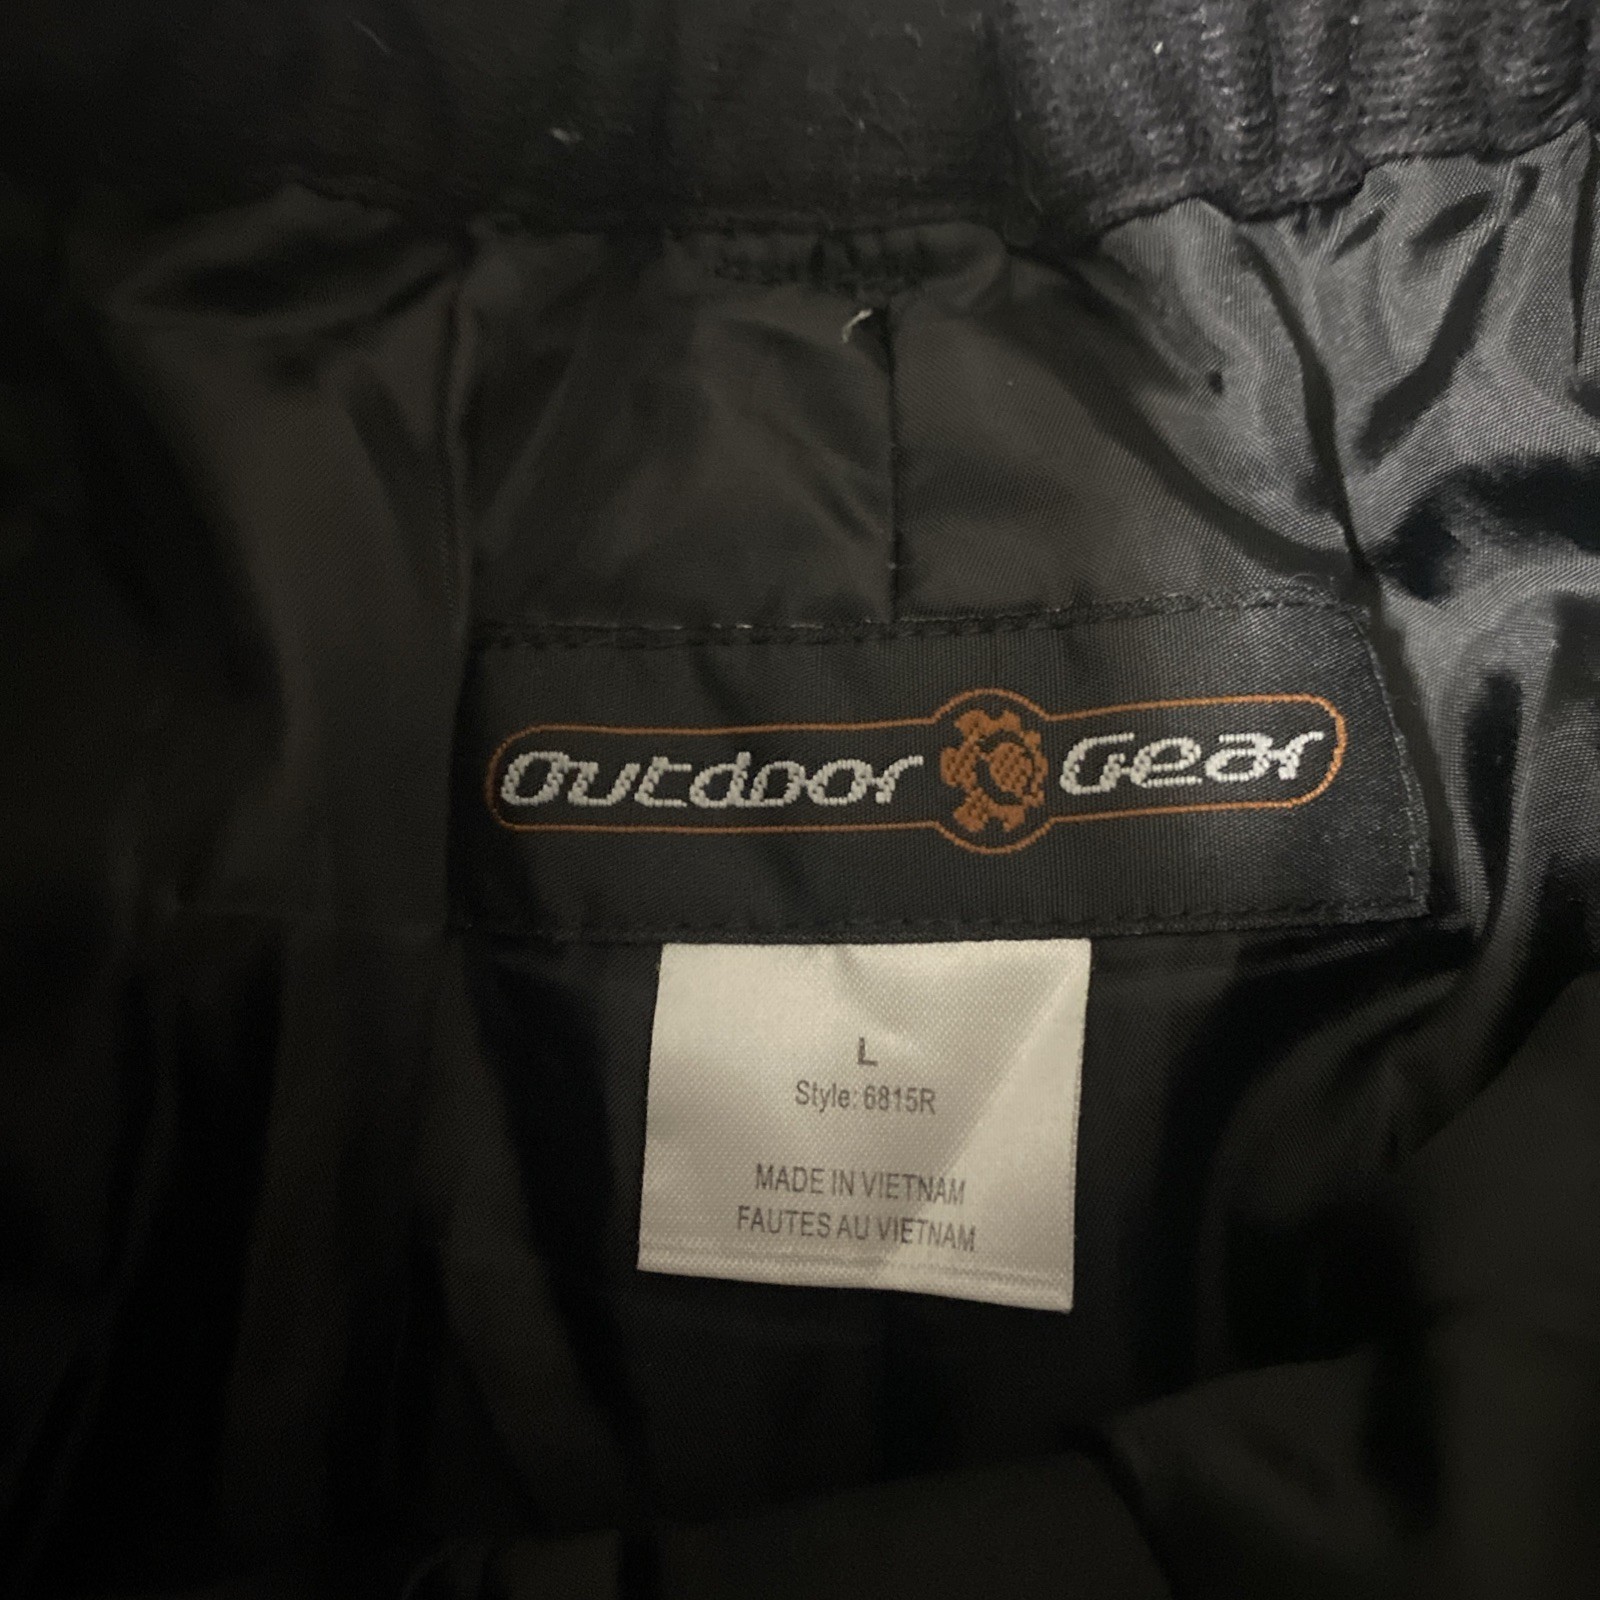 Outdoor Gear
L
Style: 6815R
MADE IN VIETNAM
FAUTES AU VIETNAM